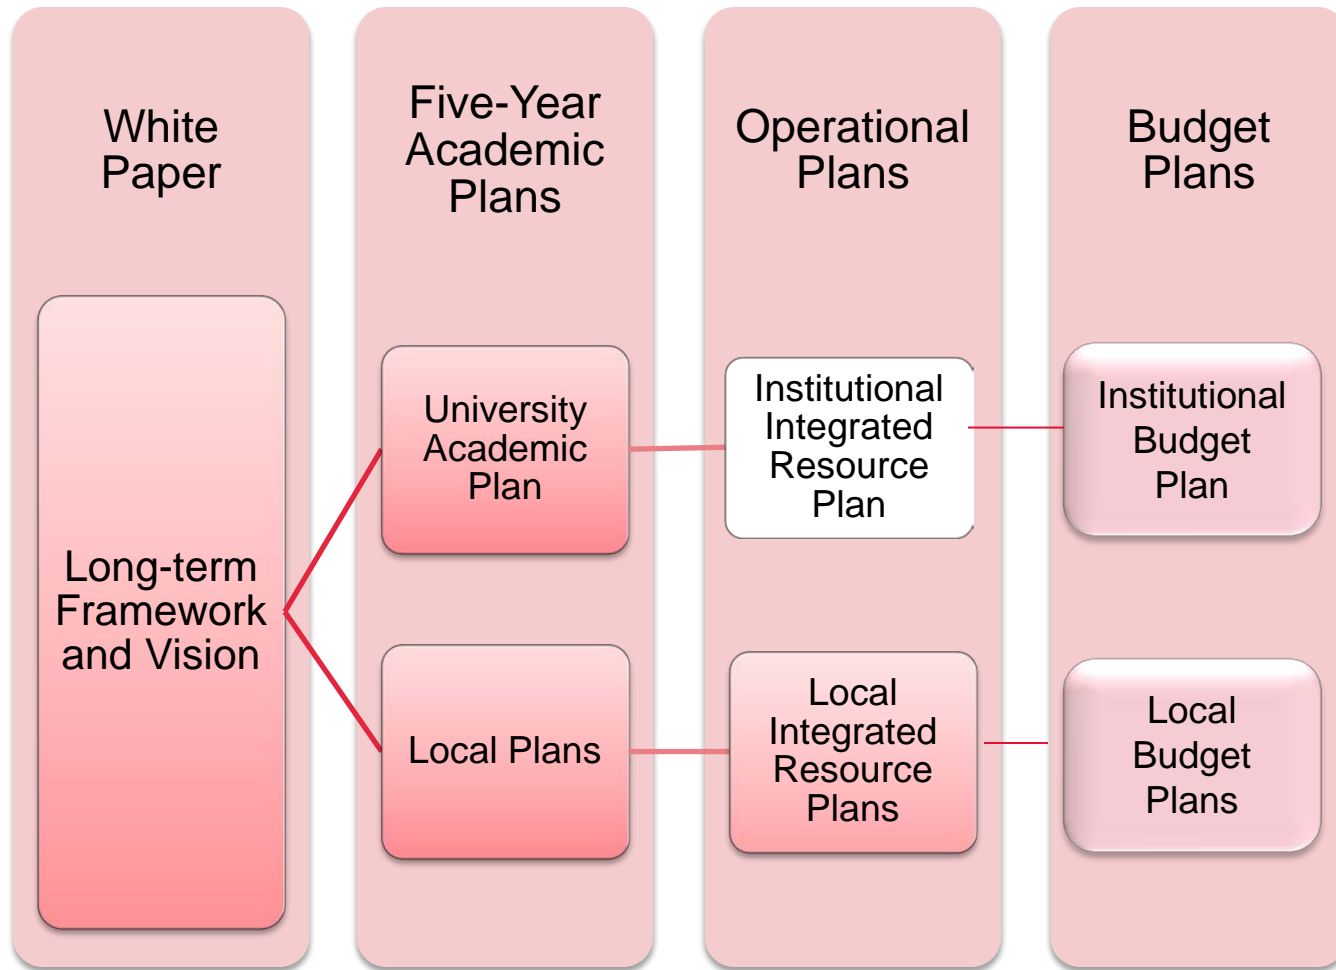 White
Paper
Five-Year
Academic
Plans
Operational
Plans
Budget
Plans
Long-term
Framework
and Vision
University
Academic
Plan
Institutional
Integrated
Resource
Plan
Institutional
Budget
Plan
Local Plans
Local
Integrated
Resource
Plans
Local
Budget
Plans